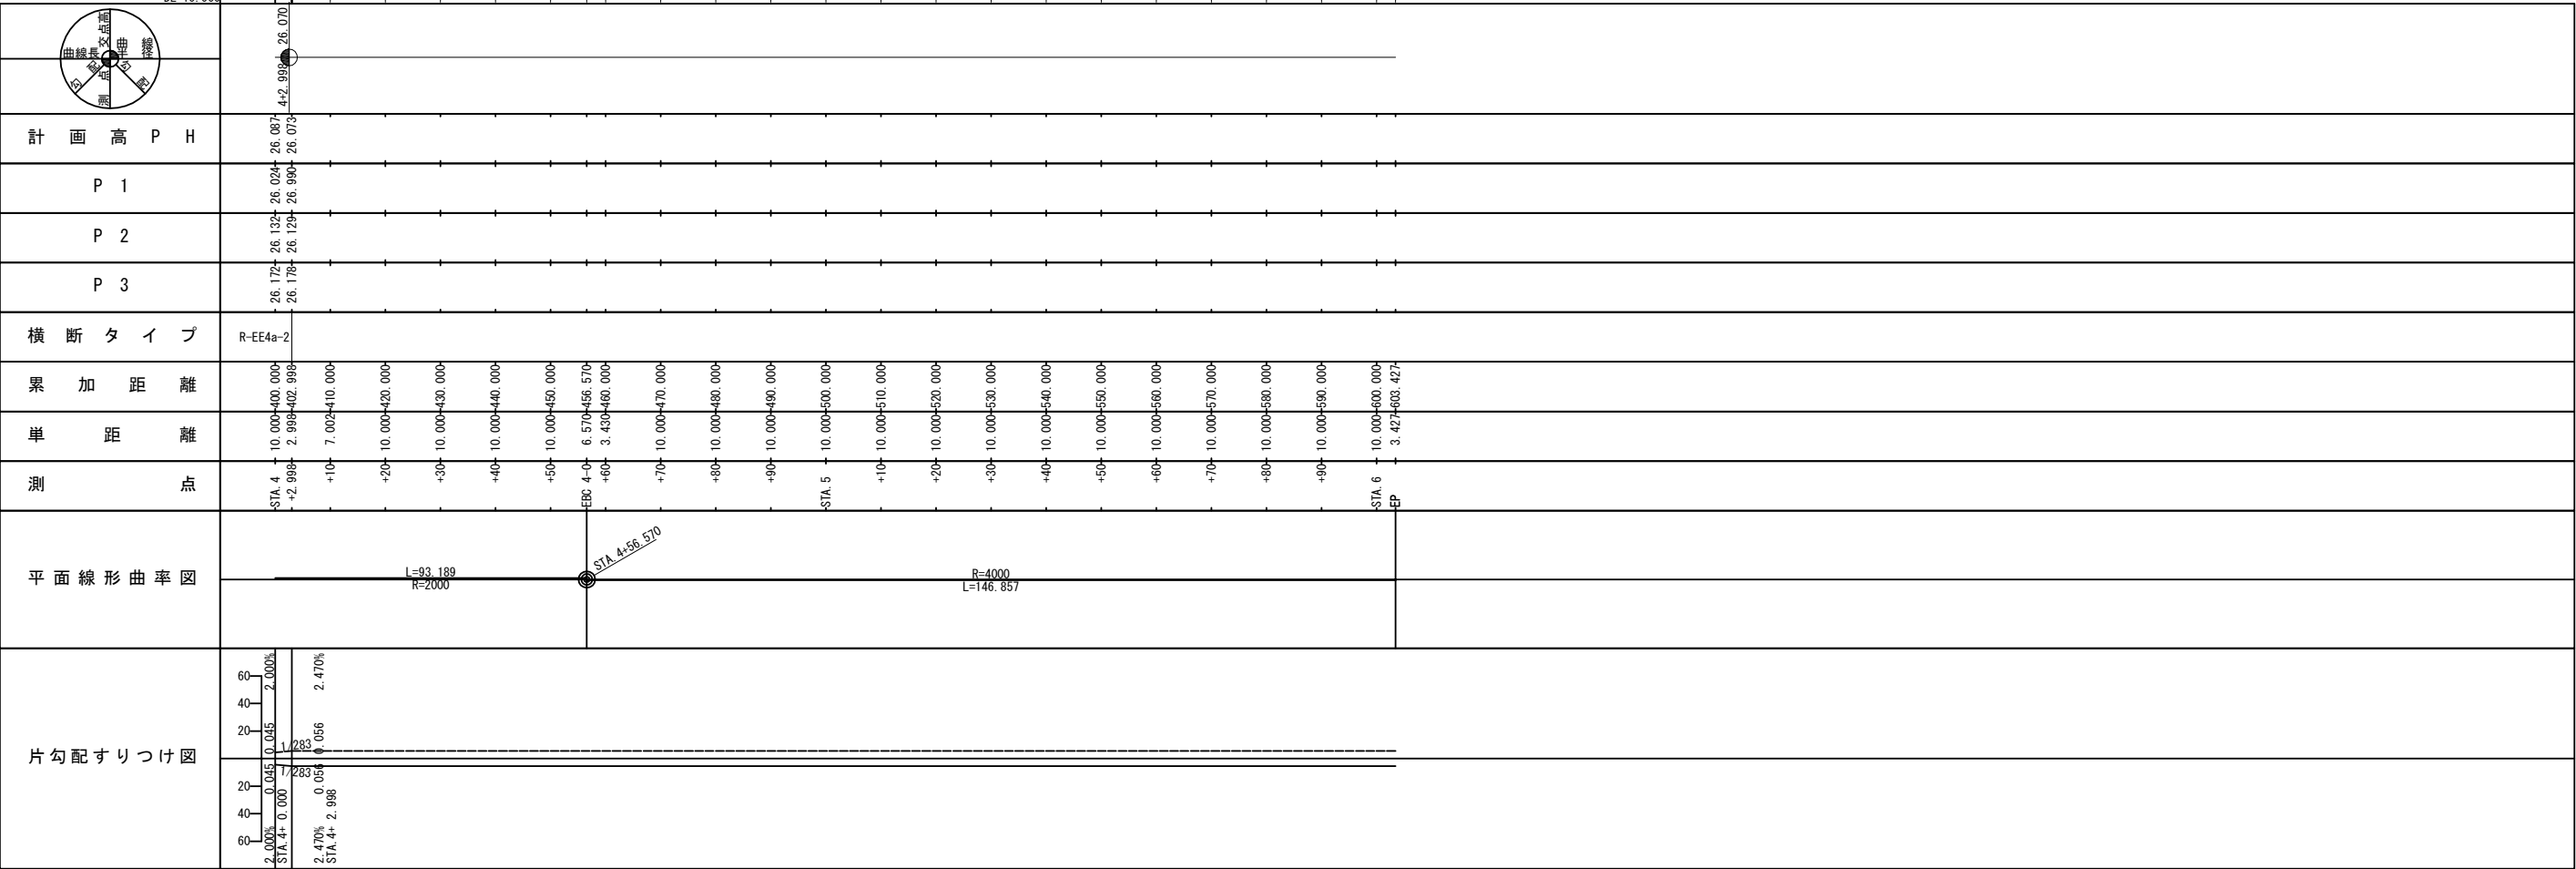 交点高
曲線長
曲線
半径
勾配
勾配
測点
26.070
4+2.998
計画高PH
26.087 26.073
P 1
26.024 26.990
P 2
26.132 26.129
P 3
26.172 26.178
横断タイプ
R-EE4a-2
累加距離
400.000 402.998 410.000 420.000 430.000 440.000 450.000 456.570 460.000 470.000 480.000 490.000 500.000 510.000 520.000 530.000 540.000 550.000 560.000 570.000 580.000 590.000 600.000 603.427
単距離
10.000 2.998 7.002 10.000 10.000 10.000 10.000 6.570 3.430 10.000 10.000 10.000 10.000 10.000 10.000 10.000 10.000 10.000 10.000 10.000 10.000 10.000 10.000 3.427
測点
STA.4 +2.998 +10 +20 +30 +40 +50 EBC 4-0 +60 +70 +80 +90 STA.5 +10 +20 +30 +40 +50 +60 +70 +80 +90 STA.6 EP
平面線形曲率図
L=93.189
R=2000
STA.4+56.570
R=4000
L=146.857
片勾配すりつけ図
60
40
20
20
40
60
2.000% 2.470%
0.045 0.056
1/283
1/283
0.045 0.056
2.000% 2.470%
STA.4+ 0.000
STA.4+ 2.998